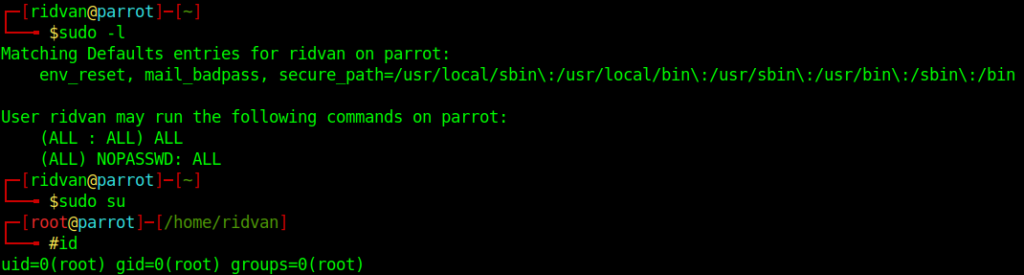 ┌─[ridvan@parrot]─[~]
└──╼ $sudo -l
Matching Defaults entries for ridvan on parrot:
    env_reset, mail_badpass, secure_path=/usr/local/sbin\:/usr/local/bin\:/usr/sbin\:/usr/bin\:/sbin\:/bin

User ridvan may run the following commands on parrot:
    (ALL : ALL) ALL
    (ALL) NOPASSWD: ALL
┌─[ridvan@parrot]─[~]
└──╼ $sudo su
┌─[root@parrot]─[/home/ridvan]
└──╼ #id
uid=0(root) gid=0(root) groups=0(root)